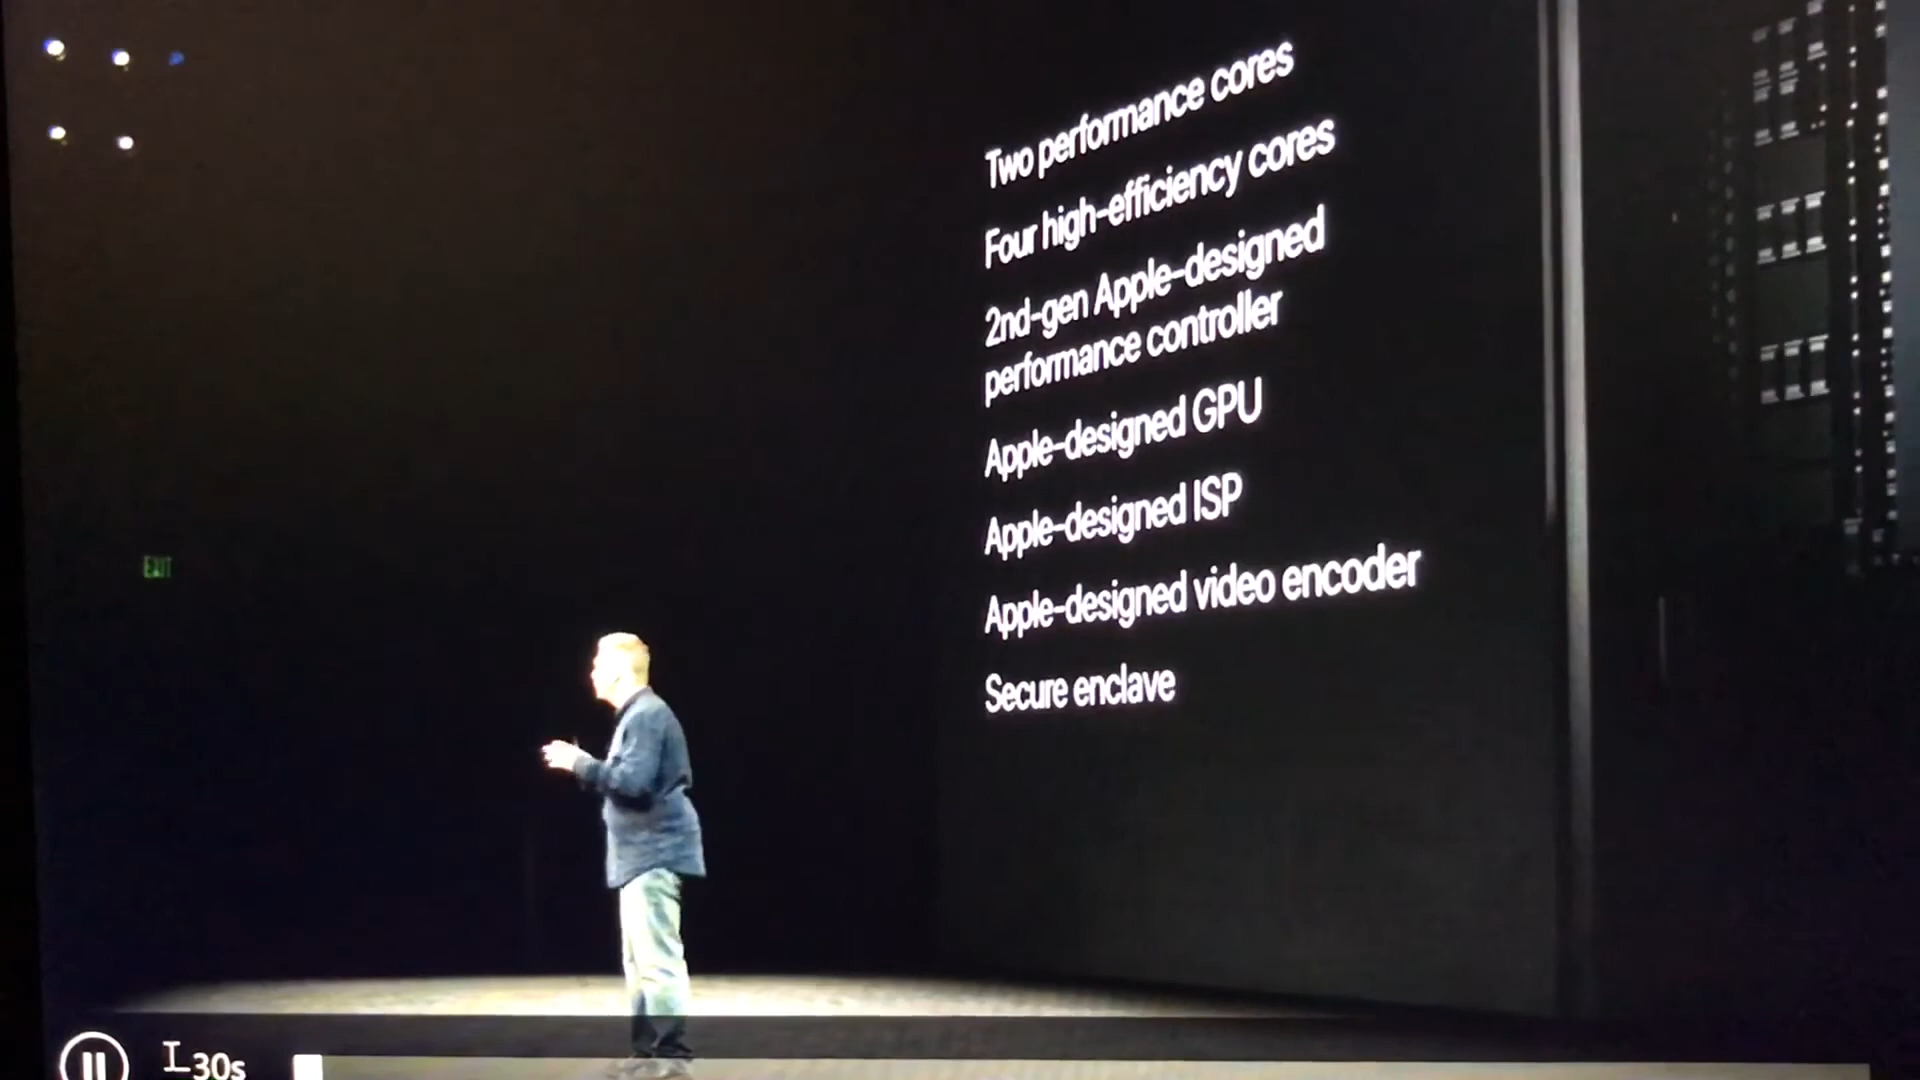 Two performance cores
Four high-efficiency cores
2nd-gen Apple-designed
performance controller
Apple-designed GPU
Apple-designed ISP
Apple-designed video encoder
Secure enclave
EXIT
30s